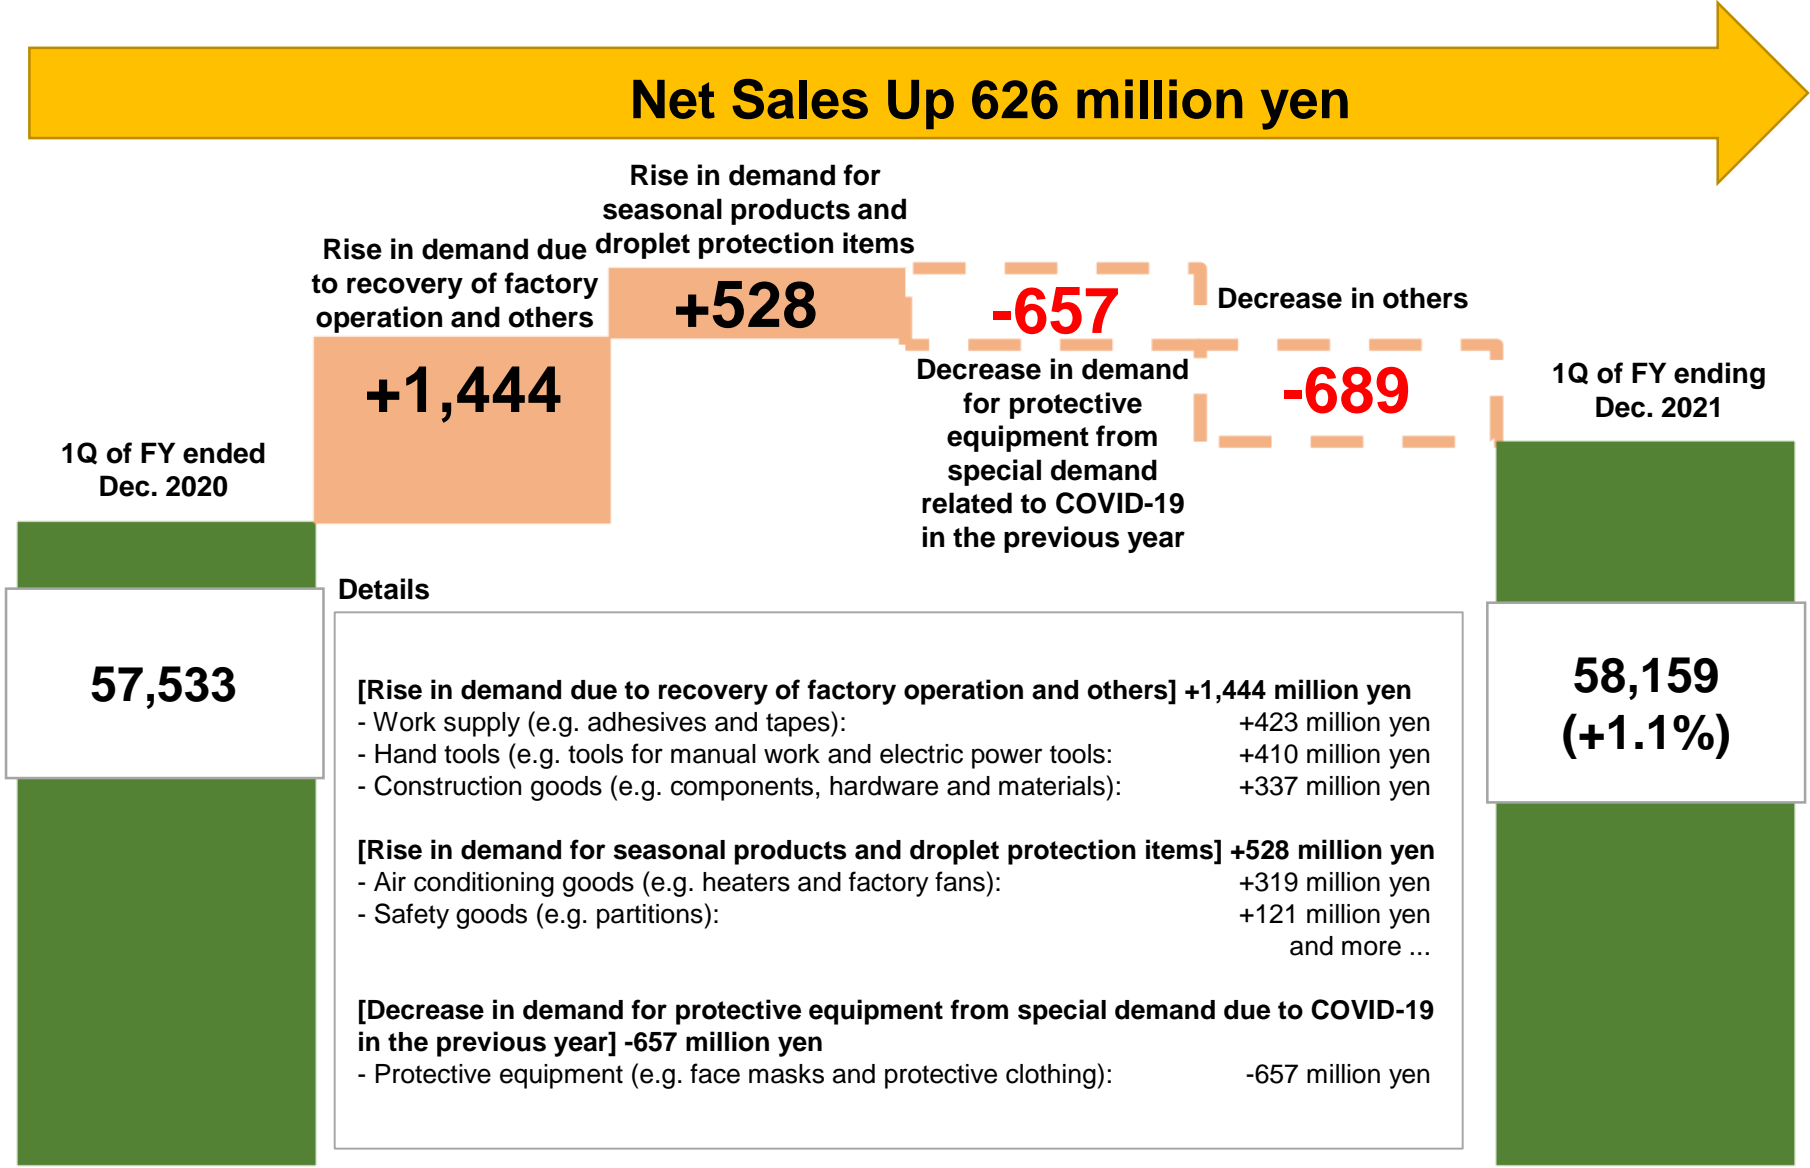 Net Sales Up 626 million yen
Rise in demand for
seasonal products and
droplet protection items
Rise in demand due
to recovery of factory
operation and others
+528
-657
Decrease in others
+1,444
Decrease in demand
for protective
equipment from
special demand
related to COVID-19
in the previous year
-689
1Q of FY ending
Dec. 2021
1Q of FY ended
Dec. 2020
57,533
58,159
(+1.1%)
Details
[Rise in demand due to recovery of factory operation and others] +1,444 million yen
- Work supply (e.g. adhesives and tapes): +423 million yen
- Hand tools (e.g. tools for manual work and electric power tools: +410 million yen
- Construction goods (e.g. components, hardware and materials): +337 million yen
[Rise in demand for seasonal products and droplet protection items] +528 million yen
- Air conditioning goods (e.g. heaters and factory fans): +319 million yen
- Safety goods (e.g. partitions): +121 million yen
and more ...
[Decrease in demand for protective equipment from special demand due to COVID-19
in the previous year] -657 million yen
- Protective equipment (e.g. face masks and protective clothing): -657 million yen